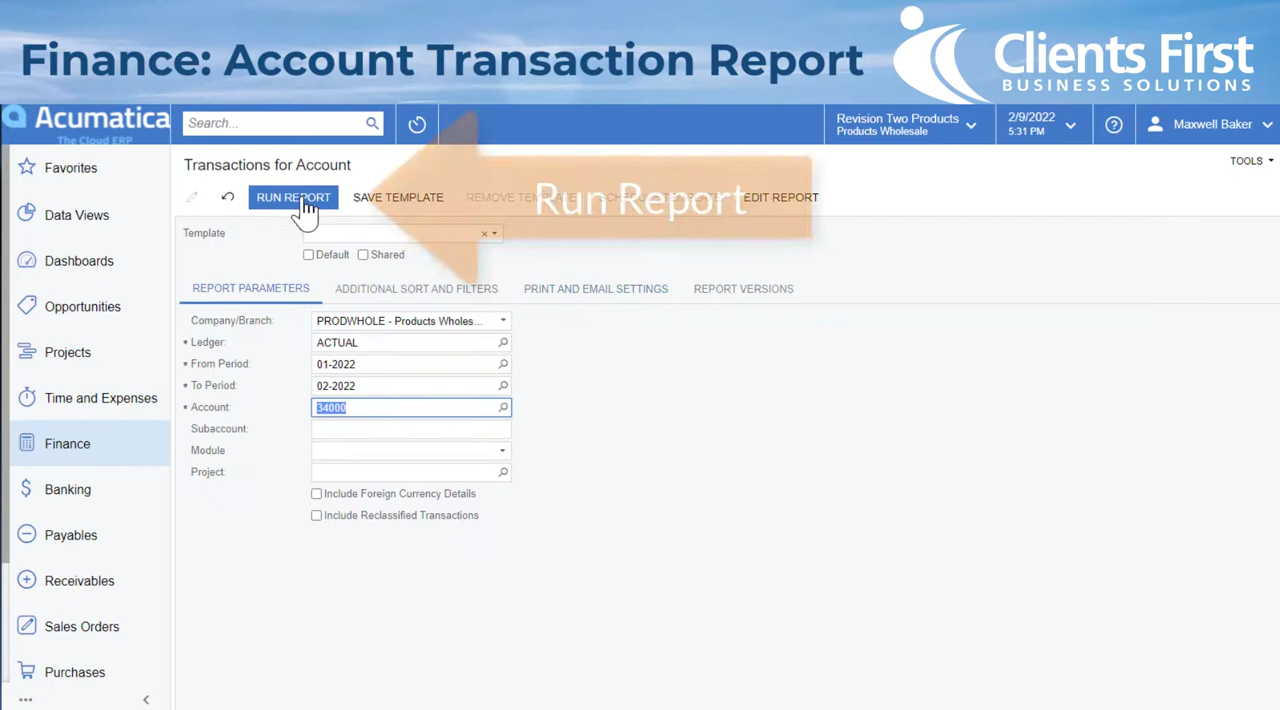 Finance: Account Transaction Report
Clients First
BUSINESS SOLUTIONS
Acumatica
The Cloud ERP
Search...
Revision Two Products
Products Wholesale
2/9/2022
5:31 PM
Maxwell Baker
Favorites
Data Views
Dashboards
Opportunities
Projects
Time and Expenses
Finance
Banking
Payables
Receivables
Sales Orders
Purchases
Transactions for Account
TOOLS
RUN REPORT SAVE TEMPLATE REMOVE EDIT REPORT
Run Report
Template
Default Shared
REPORT PARAMETERS ADDITIONAL SORT AND FILTERS PRINT AND EMAIL SETTINGS REPORT VERSIONS
Company/Branch: PRODWHOLE - Products Wholes...
* Ledger: ACTUAL
* From Period: 01-2022
* To Period: 02-2022
* Account: 34000
Subaccount:
Module
Project:
Include Foreign Currency Details
Include Reclassified Transactions